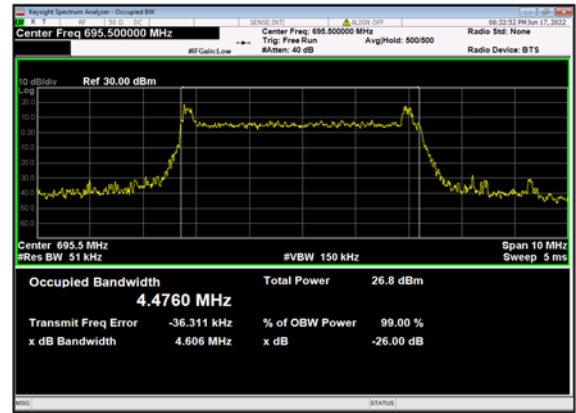 Keysight Spectrum Analyzer - Occupied BW
R T RF 50 Ω DC SENSE:INT ALIGN OFF 06:32:52 PM Jun 17, 2022
Center Freq 695.500000 MHz Center Freq: 695.500000 MHz Radio Std: None
Trig: Free Run Avg|Hold: 500/500
#IFGain:Low #Atten: 40 dB Radio Device: BTS
10 dB/div Ref 30.00 dBm
Log
20.0
10.0
0.00
-10.0
-20.0
-30.0
-40.0
-50.0
-60.0
Center 695.5 MHz Span 10 MHz
#Res BW 51 kHz #VBW 150 kHz Sweep 5 ms
Occupied Bandwidth Total Power 26.8 dBm
4.4760 MHz
Transmit Freq Error -36.311 kHz % of OBW Power 99.00 %
x dB Bandwidth 4.606 MHz x dB -26.00 dB
MSG STATUS